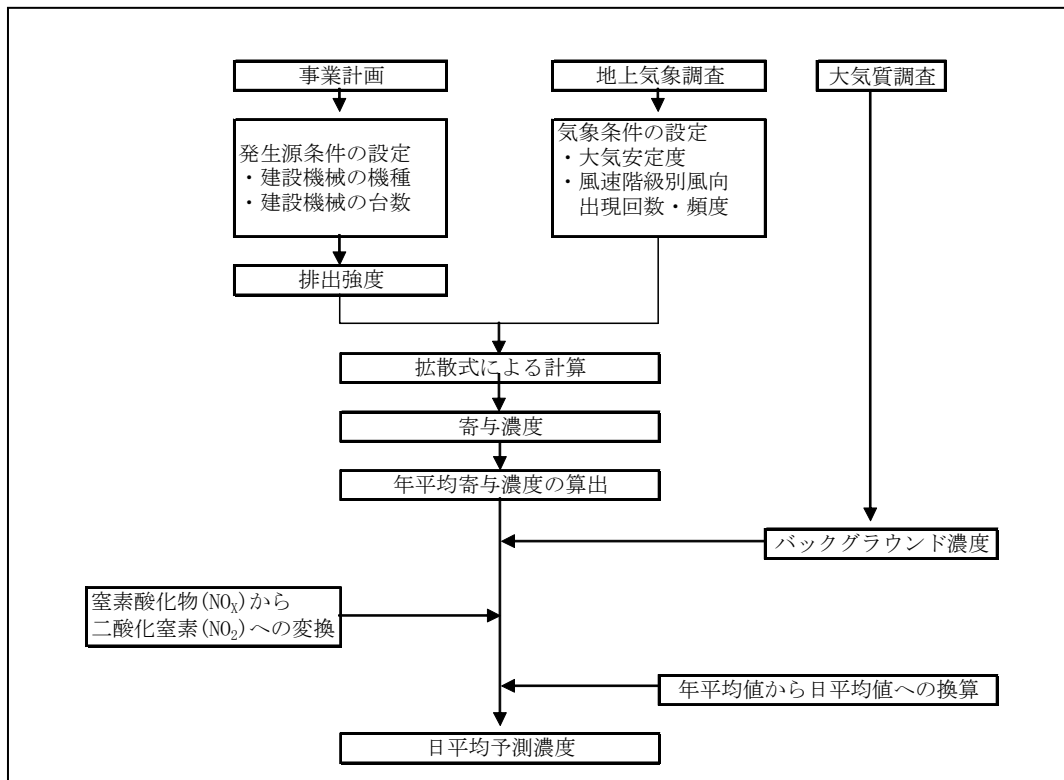 事業計画
地上気象調査
大気質調査
発生源条件の設定
・建設機械の機種
・建設機械の台数
気象条件の設定
・大気安定度
・風速階級別風向
出現回数・頻度
排出強度
拡散式による計算
寄与濃度
年平均寄与濃度の算出
バックグラウンド濃度
窒素酸化物(NOX)から
二酸化窒素(NO2)への変換
年平均値から日平均値への換算
日平均予測濃度